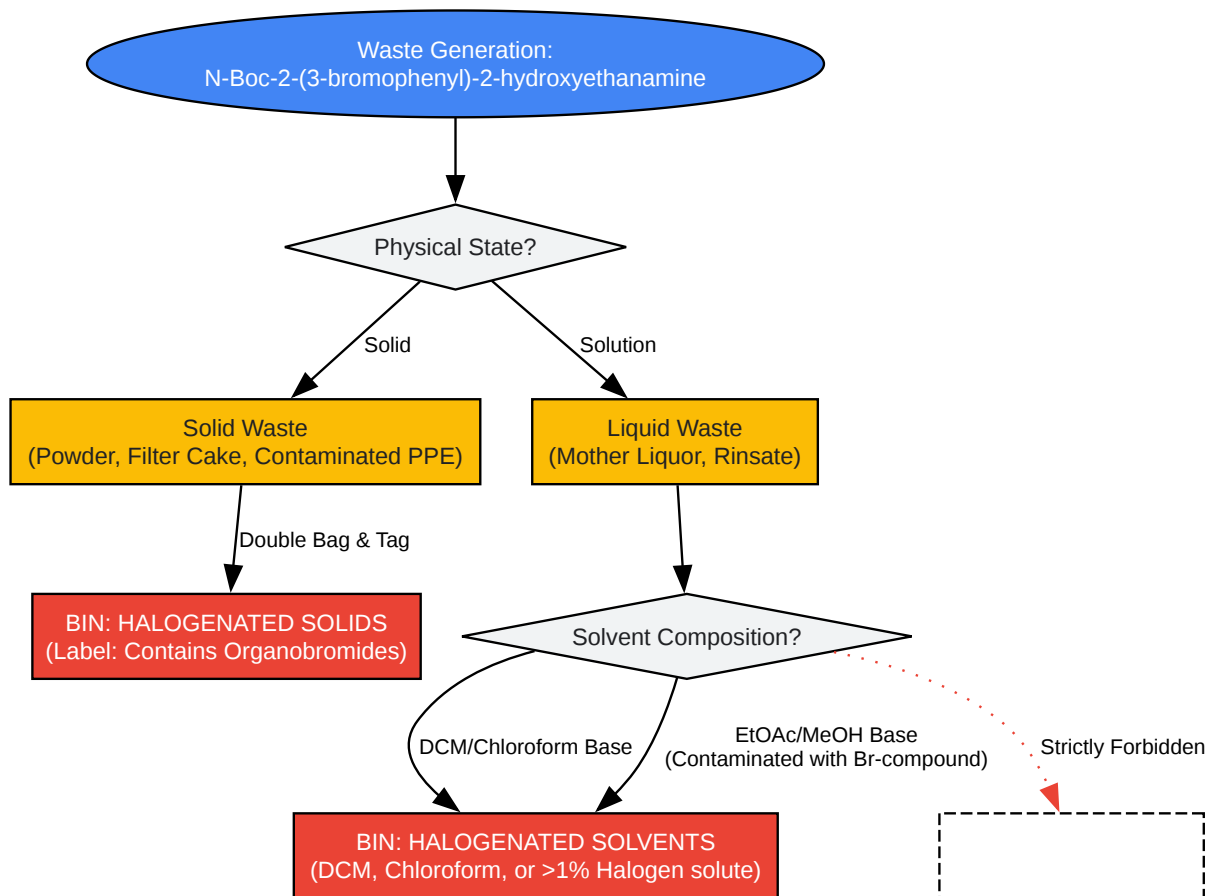 Waste Generation:
N-Boc-2-(3-bromophenyl)-2-hydroxyethanamine
Physical State?
Solid
Solution
Solid Waste
(Powder, Filter Cake, Contaminated PPE)
Liquid Waste
(Mother Liquor, Rinsate)
Double Bag & Tag
BIN: HALOGENATED SOLIDS
(Label: Contains Organobromides)
Solvent Composition?
DCM/Chloroform Base
EtOAc/MeOH Base
(Contaminated with Br-compound)
Strictly Forbidden
BIN: HALOGENATED SOLVENTS
(DCM, Chloroform, or >1% Halogen solute)